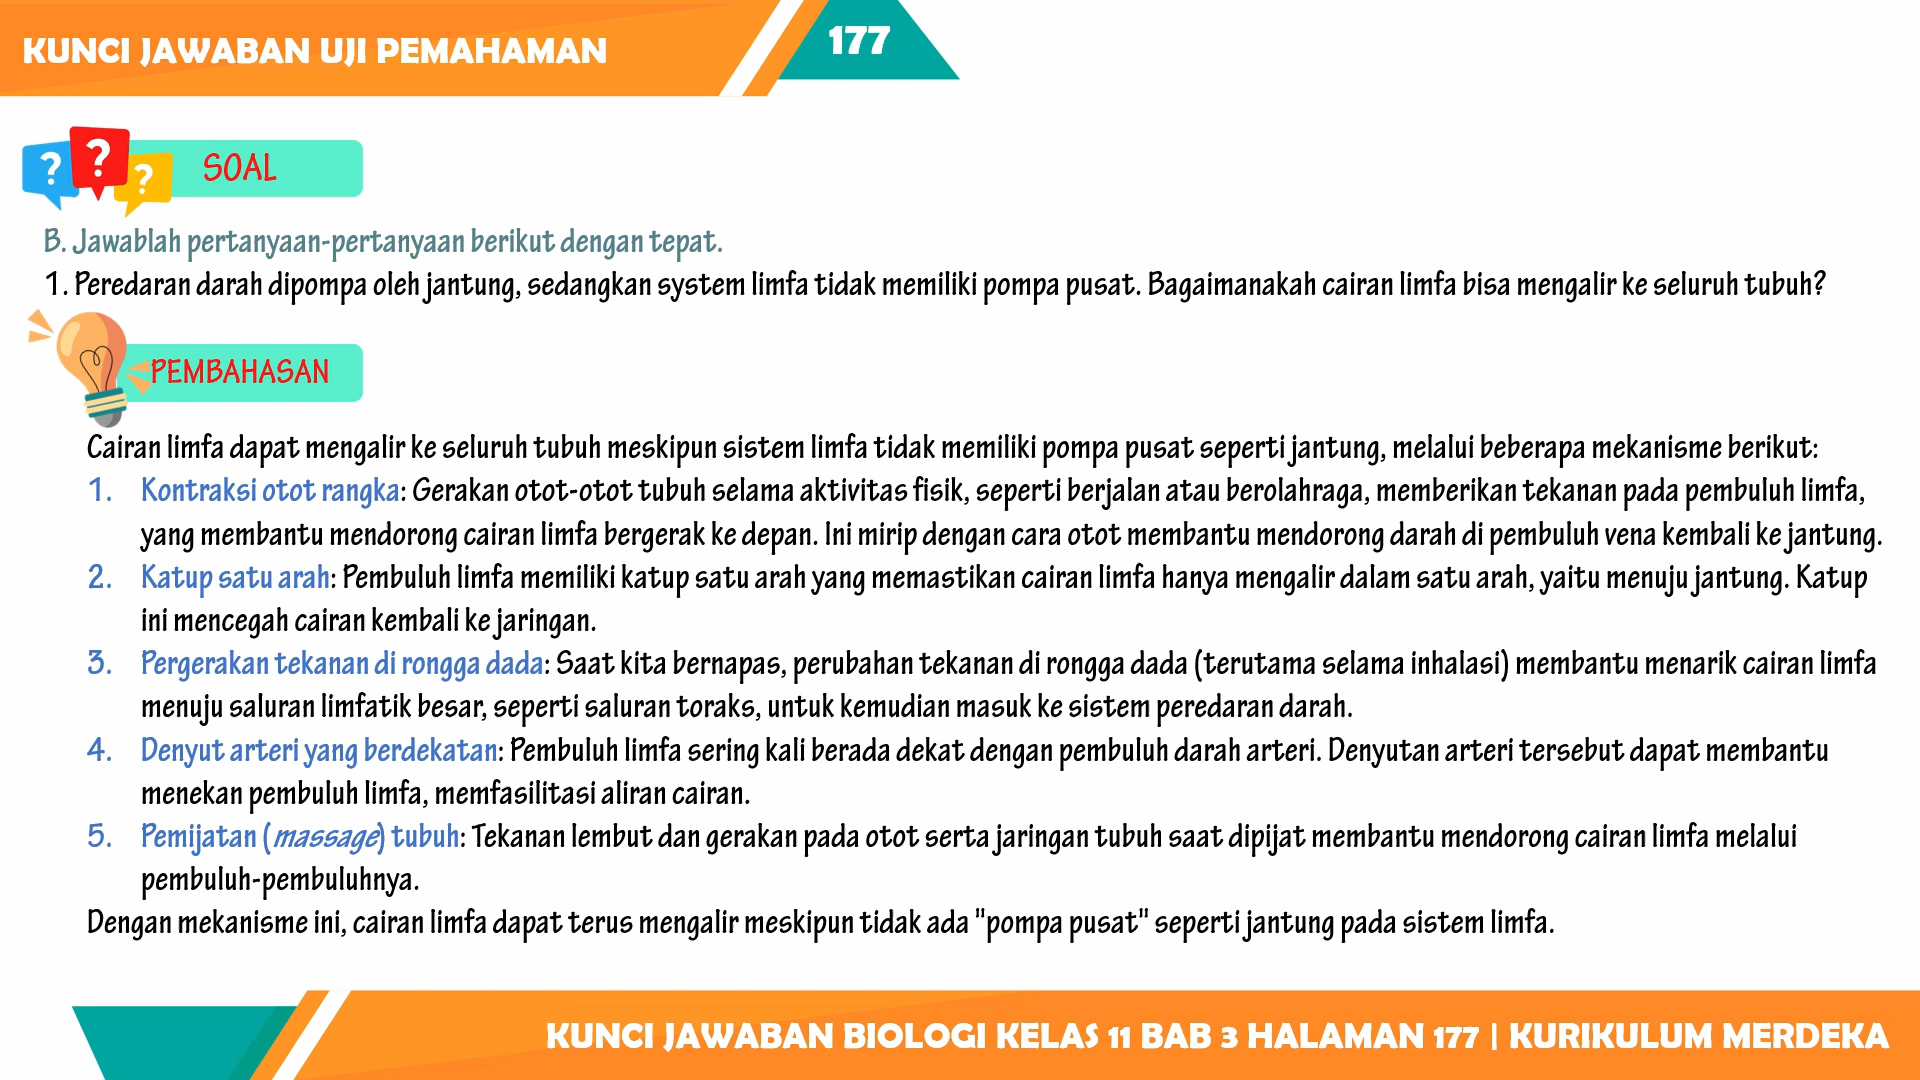 KUNCI JAWABAN UJI PEMAHAMAN
177
? ? ?
SOAL
B. Jawablah pertanyaan-pertanyaan berikut dengan tepat.
1. Peredaran darah dipompa oleh jantung, sedangkan system limfa tidak memiliki pompa pusat. Bagaimanakah cairan limfa bisa mengalir ke seluruh tubuh?
PEMBAHASAN
Cairan limfa dapat mengalir ke seluruh tubuh meskipun sistem limfa tidak memiliki pompa pusat seperti jantung, melalui beberapa mekanisme berikut:
1. Kontraksi otot rangka: Gerakan otot-otot tubuh selama aktivitas fisik, seperti berjalan atau berolahraga, memberikan tekanan pada pembuluh limfa,
yang membantu mendorong cairan limfa bergerak ke depan. Ini mirip dengan cara otot membantu mendorong darah di pembuluh vena kembali ke jantung.
2. Katup satu arah: Pembuluh limfa memiliki katup satu arah yang memastikan cairan limfa hanya mengalir dalam satu arah, yaitu menuju jantung. Katup
ini mencegah cairan kembali ke jaringan.
3. Pergerakan tekanan di rongga dada: Saat kita bernapas, perubahan tekanan di rongga dada (terutama selama inhalasi) membantu menarik cairan limfa
menuju saluran limfatik besar, seperti saluran toraks, untuk kemudian masuk ke sistem peredaran darah.
4. Denyut arteri yang berdekatan: Pembuluh limfa sering kali berada dekat dengan pembuluh darah arteri. Denyutan arteri tersebut dapat membantu
menekan pembuluh limfa, memfasilitasi aliran cairan.
5. Pemijatan (massage) tubuh: Tekanan lembut dan gerakan pada otot serta jaringan tubuh saat dipijat membantu mendorong cairan limfa melalui
pembuluh-pembuluhnya.
Dengan mekanisme ini, cairan limfa dapat terus mengalir meskipun tidak ada "pompa pusat" seperti jantung pada sistem limfa.
KUNCI JAWABAN BIOLOGI KELAS 11 BAB 3 HALAMAN 177 | KURIKULUM MERDEKA